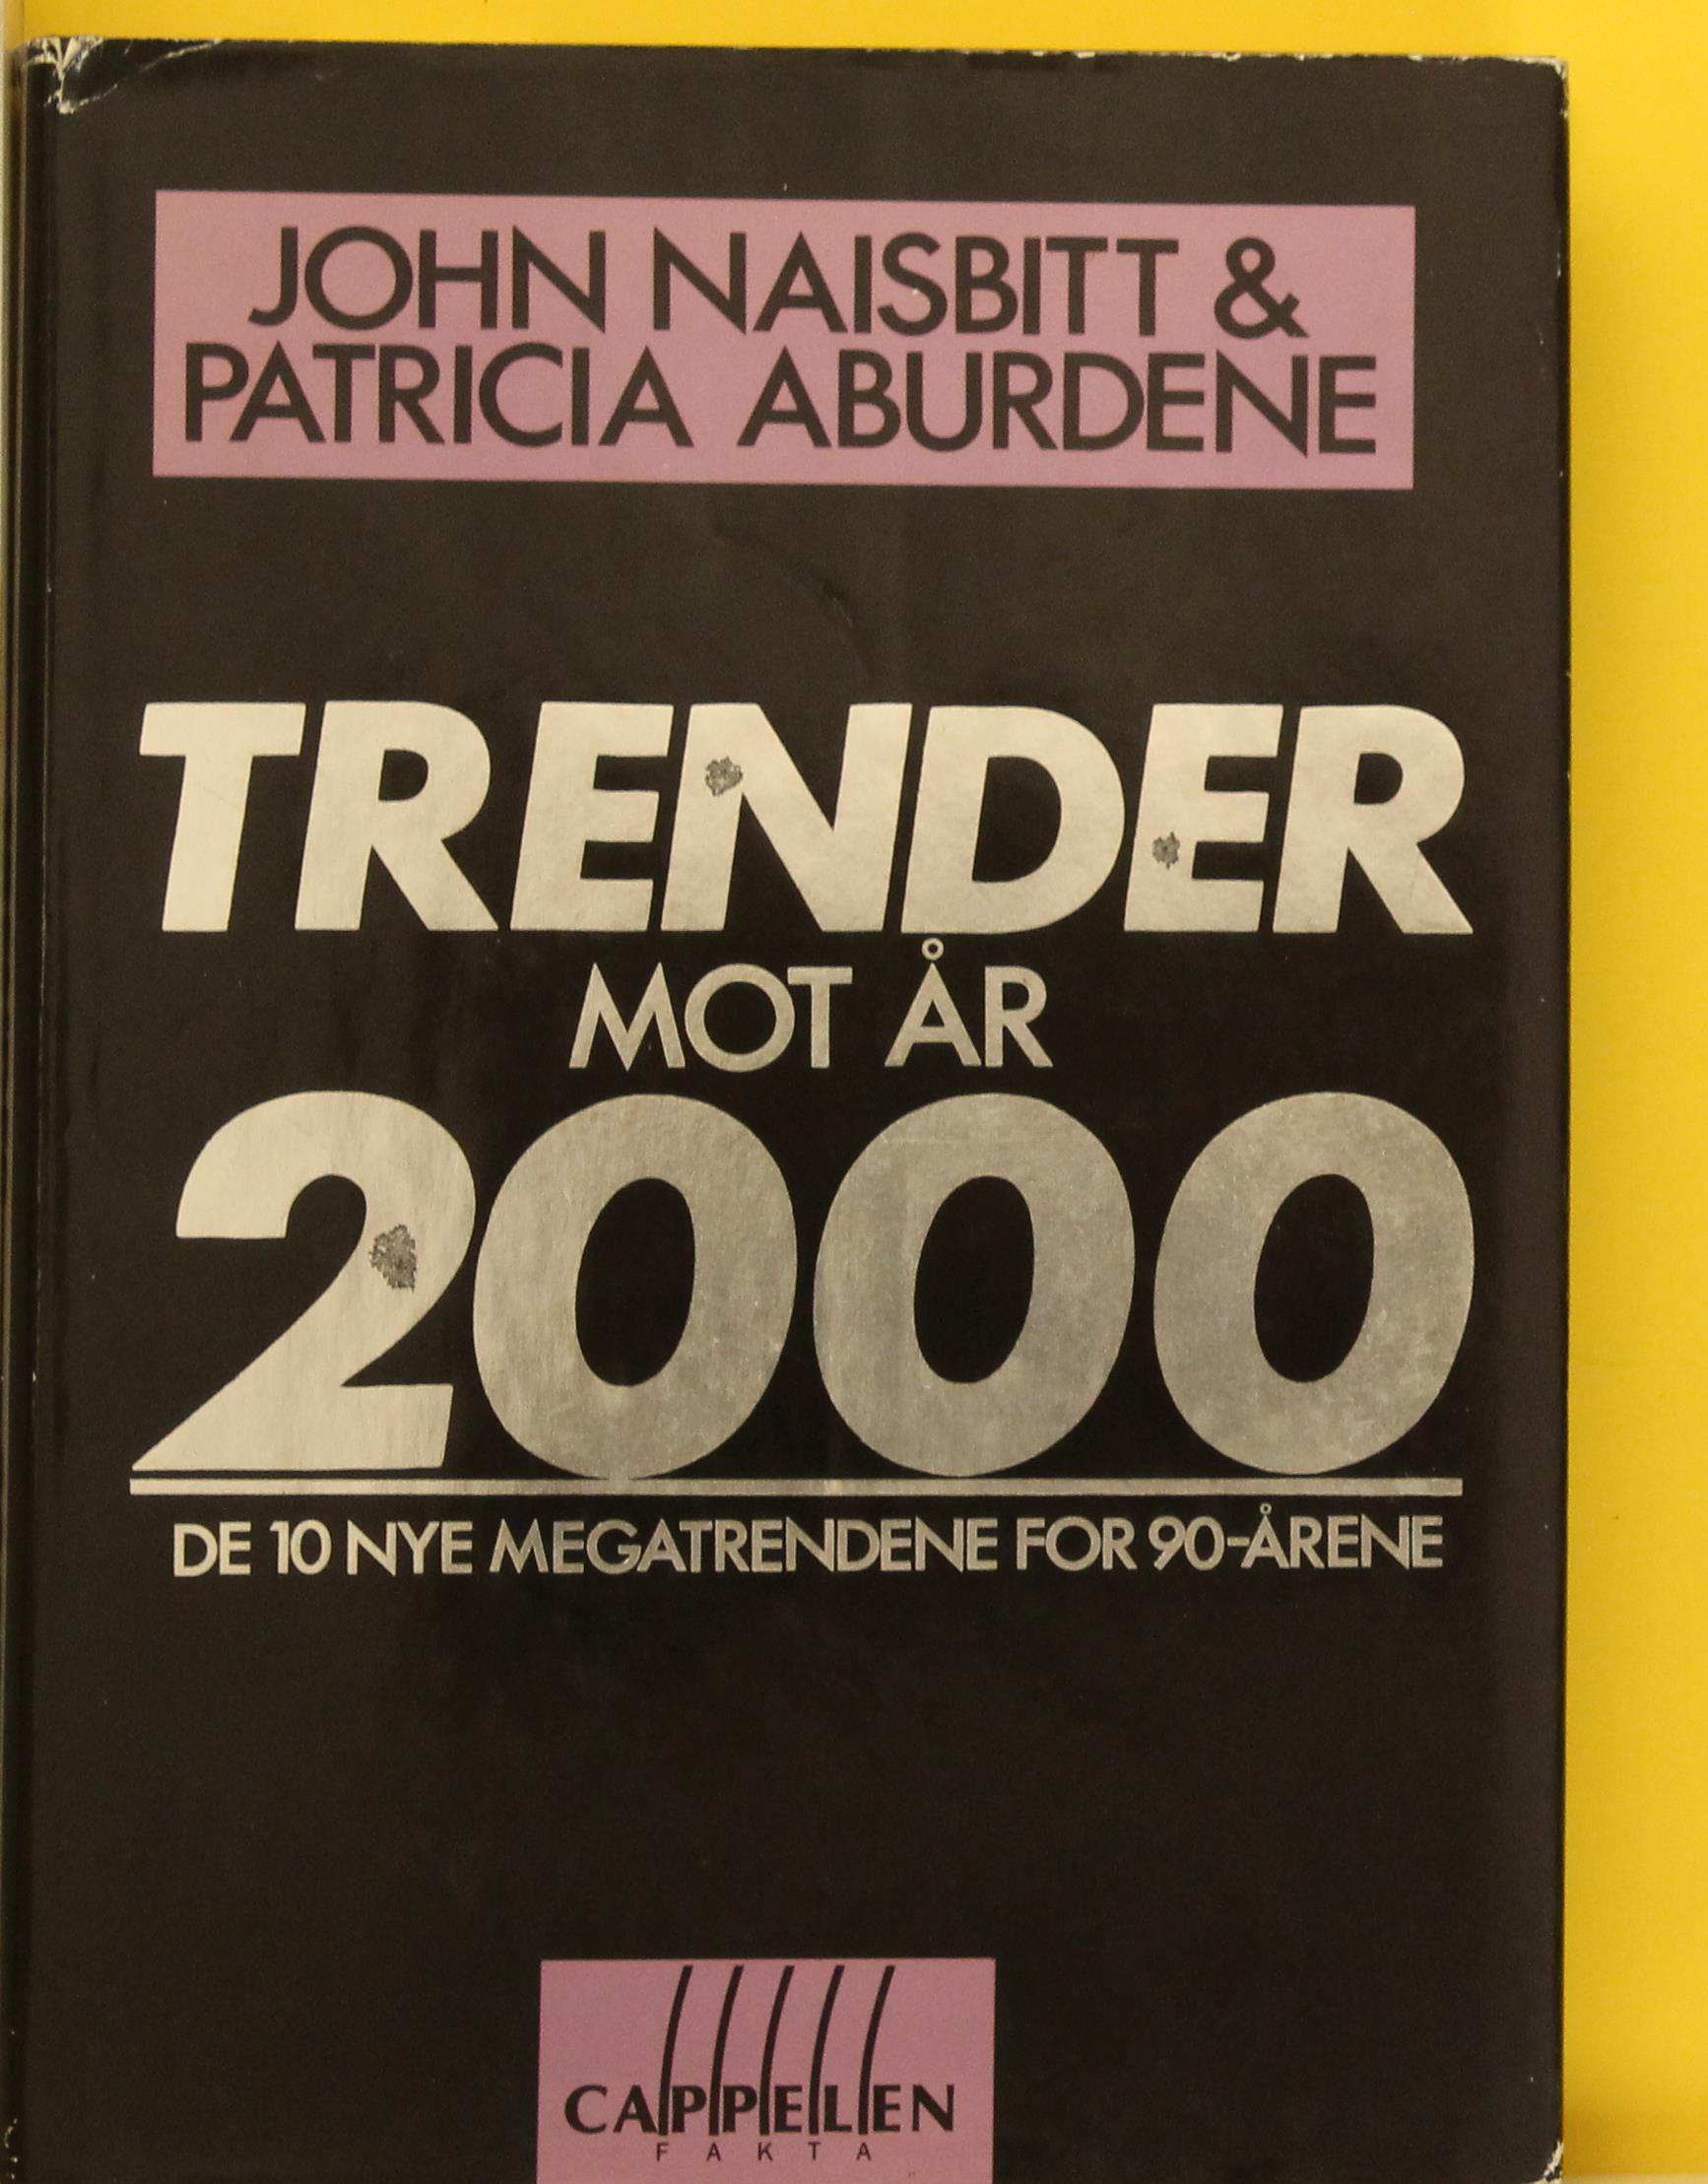 JOHN NAISBITT &
PATRICIA ABURDENE
TRENDER
MOT ÅR
2000
DE 10 NYE MEGATRENDENE FOR 90-ÅRENE
CAPPELEN
FAKTA